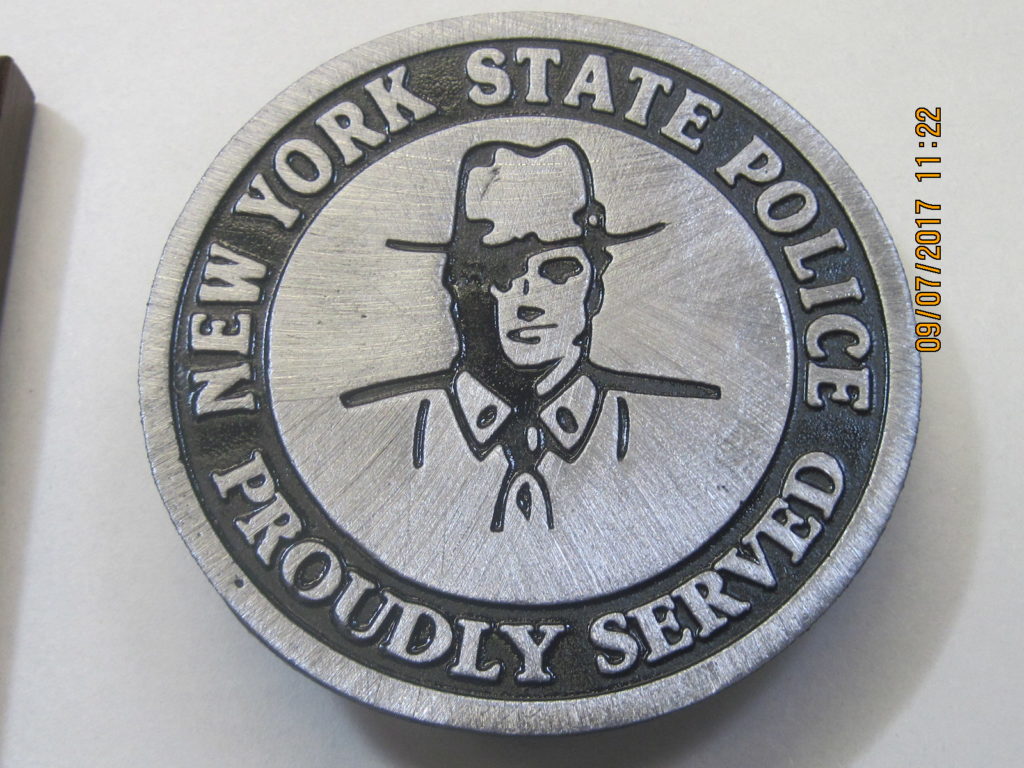 NEW YORK STATE POLICE
PROUDLY SERVED
09/07/2017 11:22